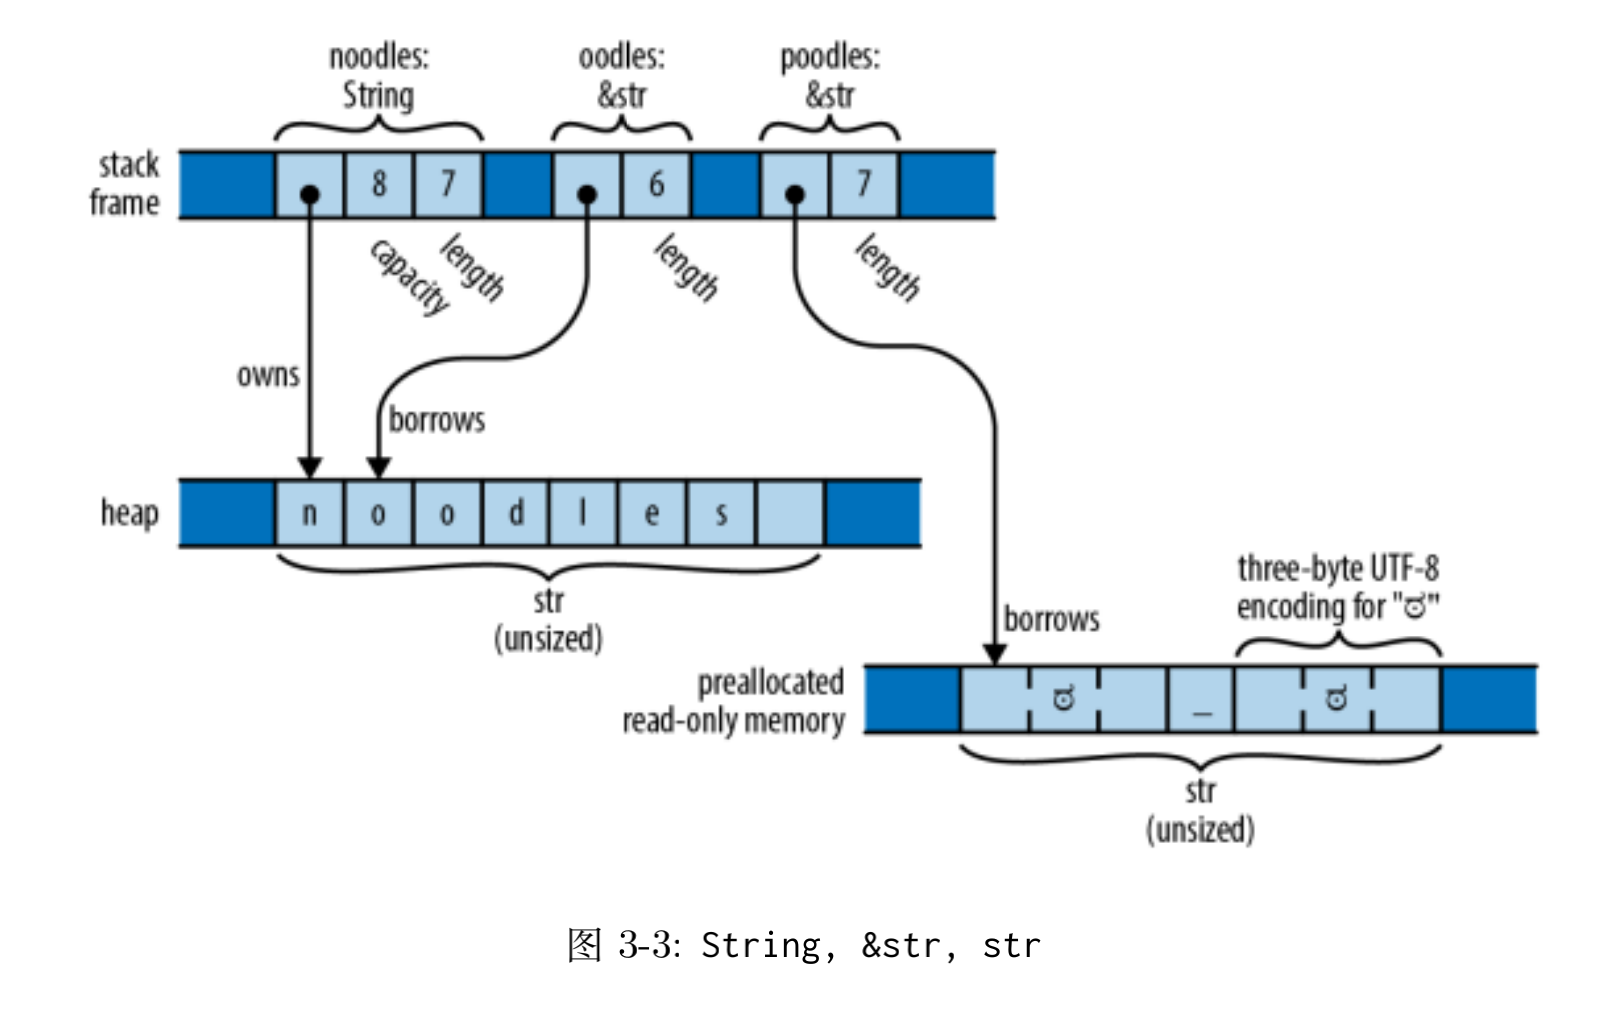 noodles:
String
oodles:
&str
poodles:
&str
stack
frame
8 7
6
7
capacity
length
length
length
owns
borrows
heap
n o o d l e s
str
(unsized)
borrows
three-byte UTF-8
encoding for "ಠ"
preallocated
read-only memory
ಠ _ ಠ
str
(unsized)
图 3-3: String, &str, str